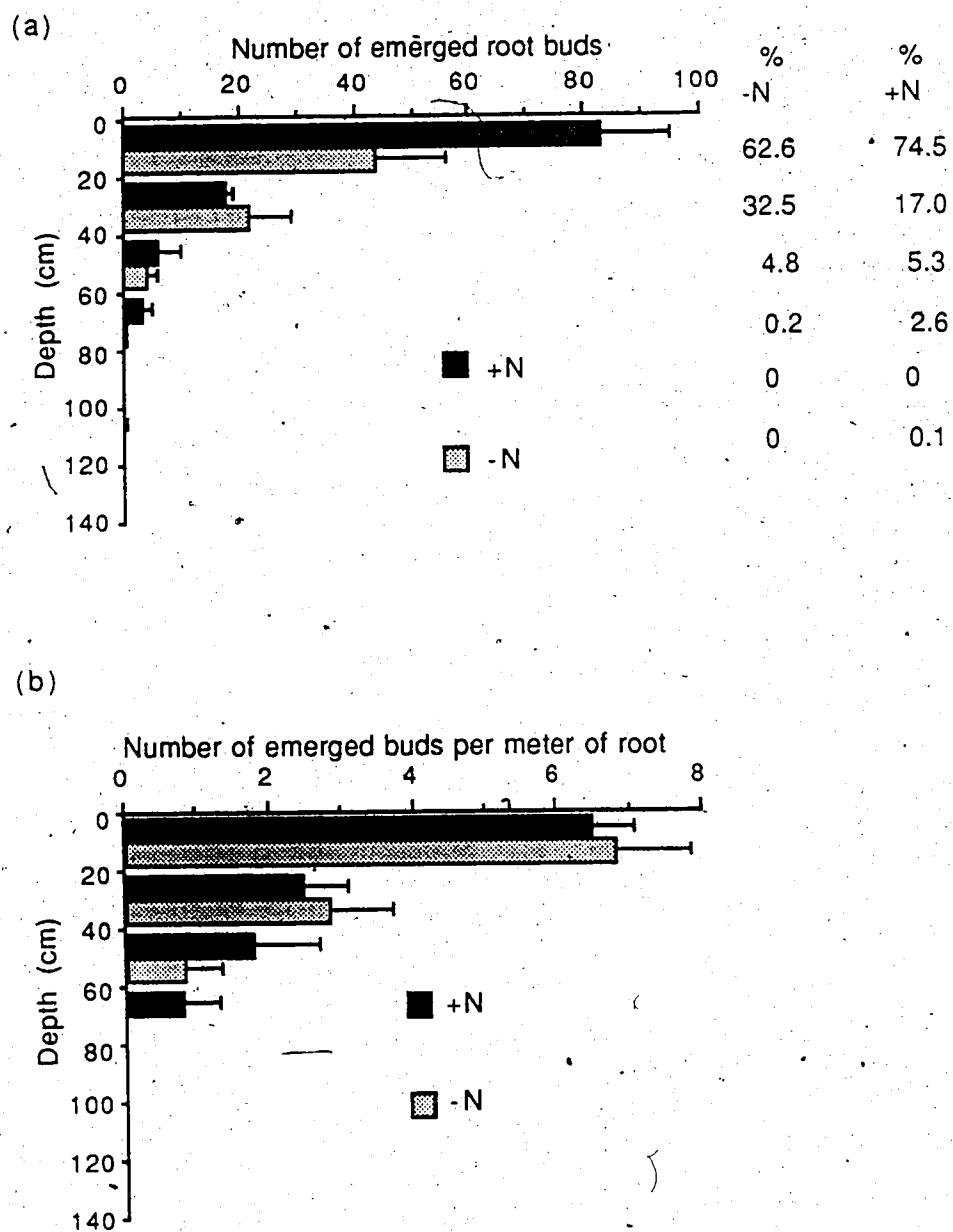 (a)
Number of emerged root buds
% %
-N +N
0 20 40 60 80 100
0
20
40
60
80
100
120
140
Depth (cm)
62.6 74.5
32.5 17.0
4.8 5.3
0.2 2.6
0 0
0 0.1
+N
-N
(b)
Number of emerged buds per meter of root
0 2 4 6 8
0
20
40
60
80
100
120
140
Depth (cm)
+N
-N